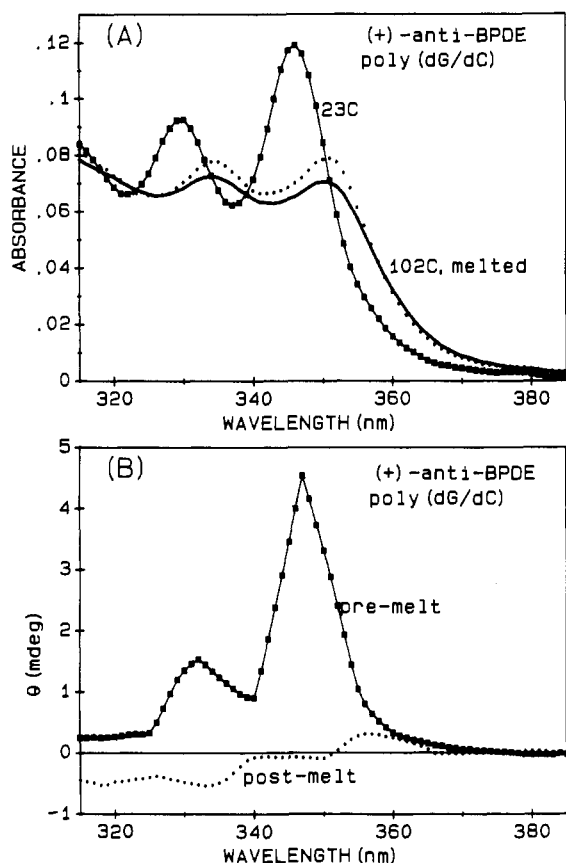 (A)
(+)-anti-BPDE
poly (dG/dC)
.12
.1
.08
.06
.04
.02
0
ABSORBANCE
23C
102C, melted
320 340 360 380
WAVELENGTH (nm)
(B)
(+)-anti-BPDE
poly (dG/dC)
5
4
3
2
1
0
-1
θ (mdeg)
pre-melt
post-melt
320 340 360 380
WAVELENGTH (nm)